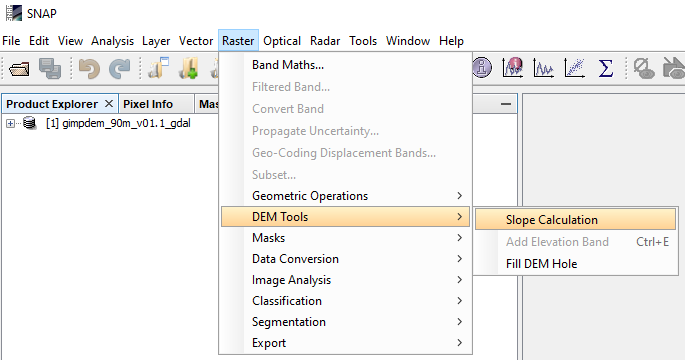 SNAP
File Edit View Analysis Layer Vector Raster Optical Radar Tools Window Help
Product Explorer × Pixel Info Mas
[1] gimpdem_90m_v01.1_gdal
Band Maths...
Filtered Band...
Convert Band
Propagate Uncertainty...
Geo-Coding Displacement Bands...
Subset...
Geometric Operations
DEM Tools
Masks
Data Conversion
Image Analysis
Classification
Segmentation
Export
Slope Calculation
Add Elevation Band Ctrl+E
Fill DEM Hole